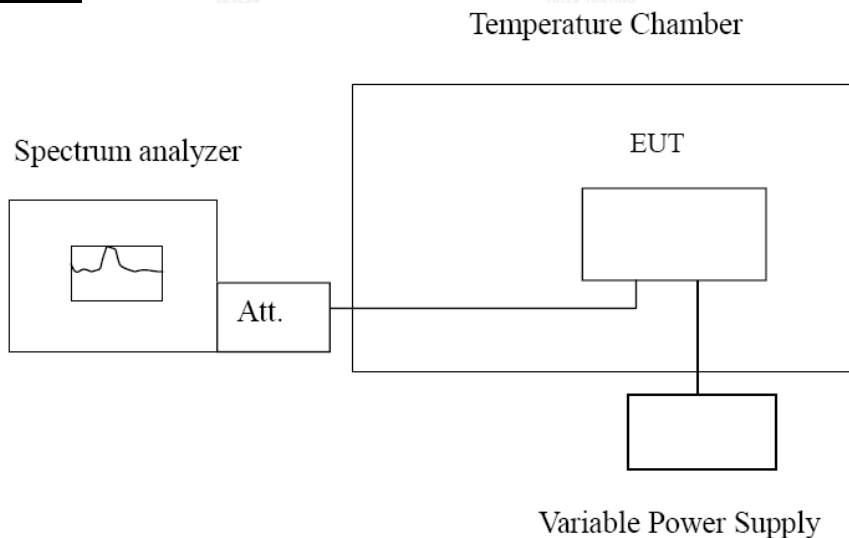 Temperature Chamber
Spectrum analyzer
EUT
Att.
Variable Power Supply